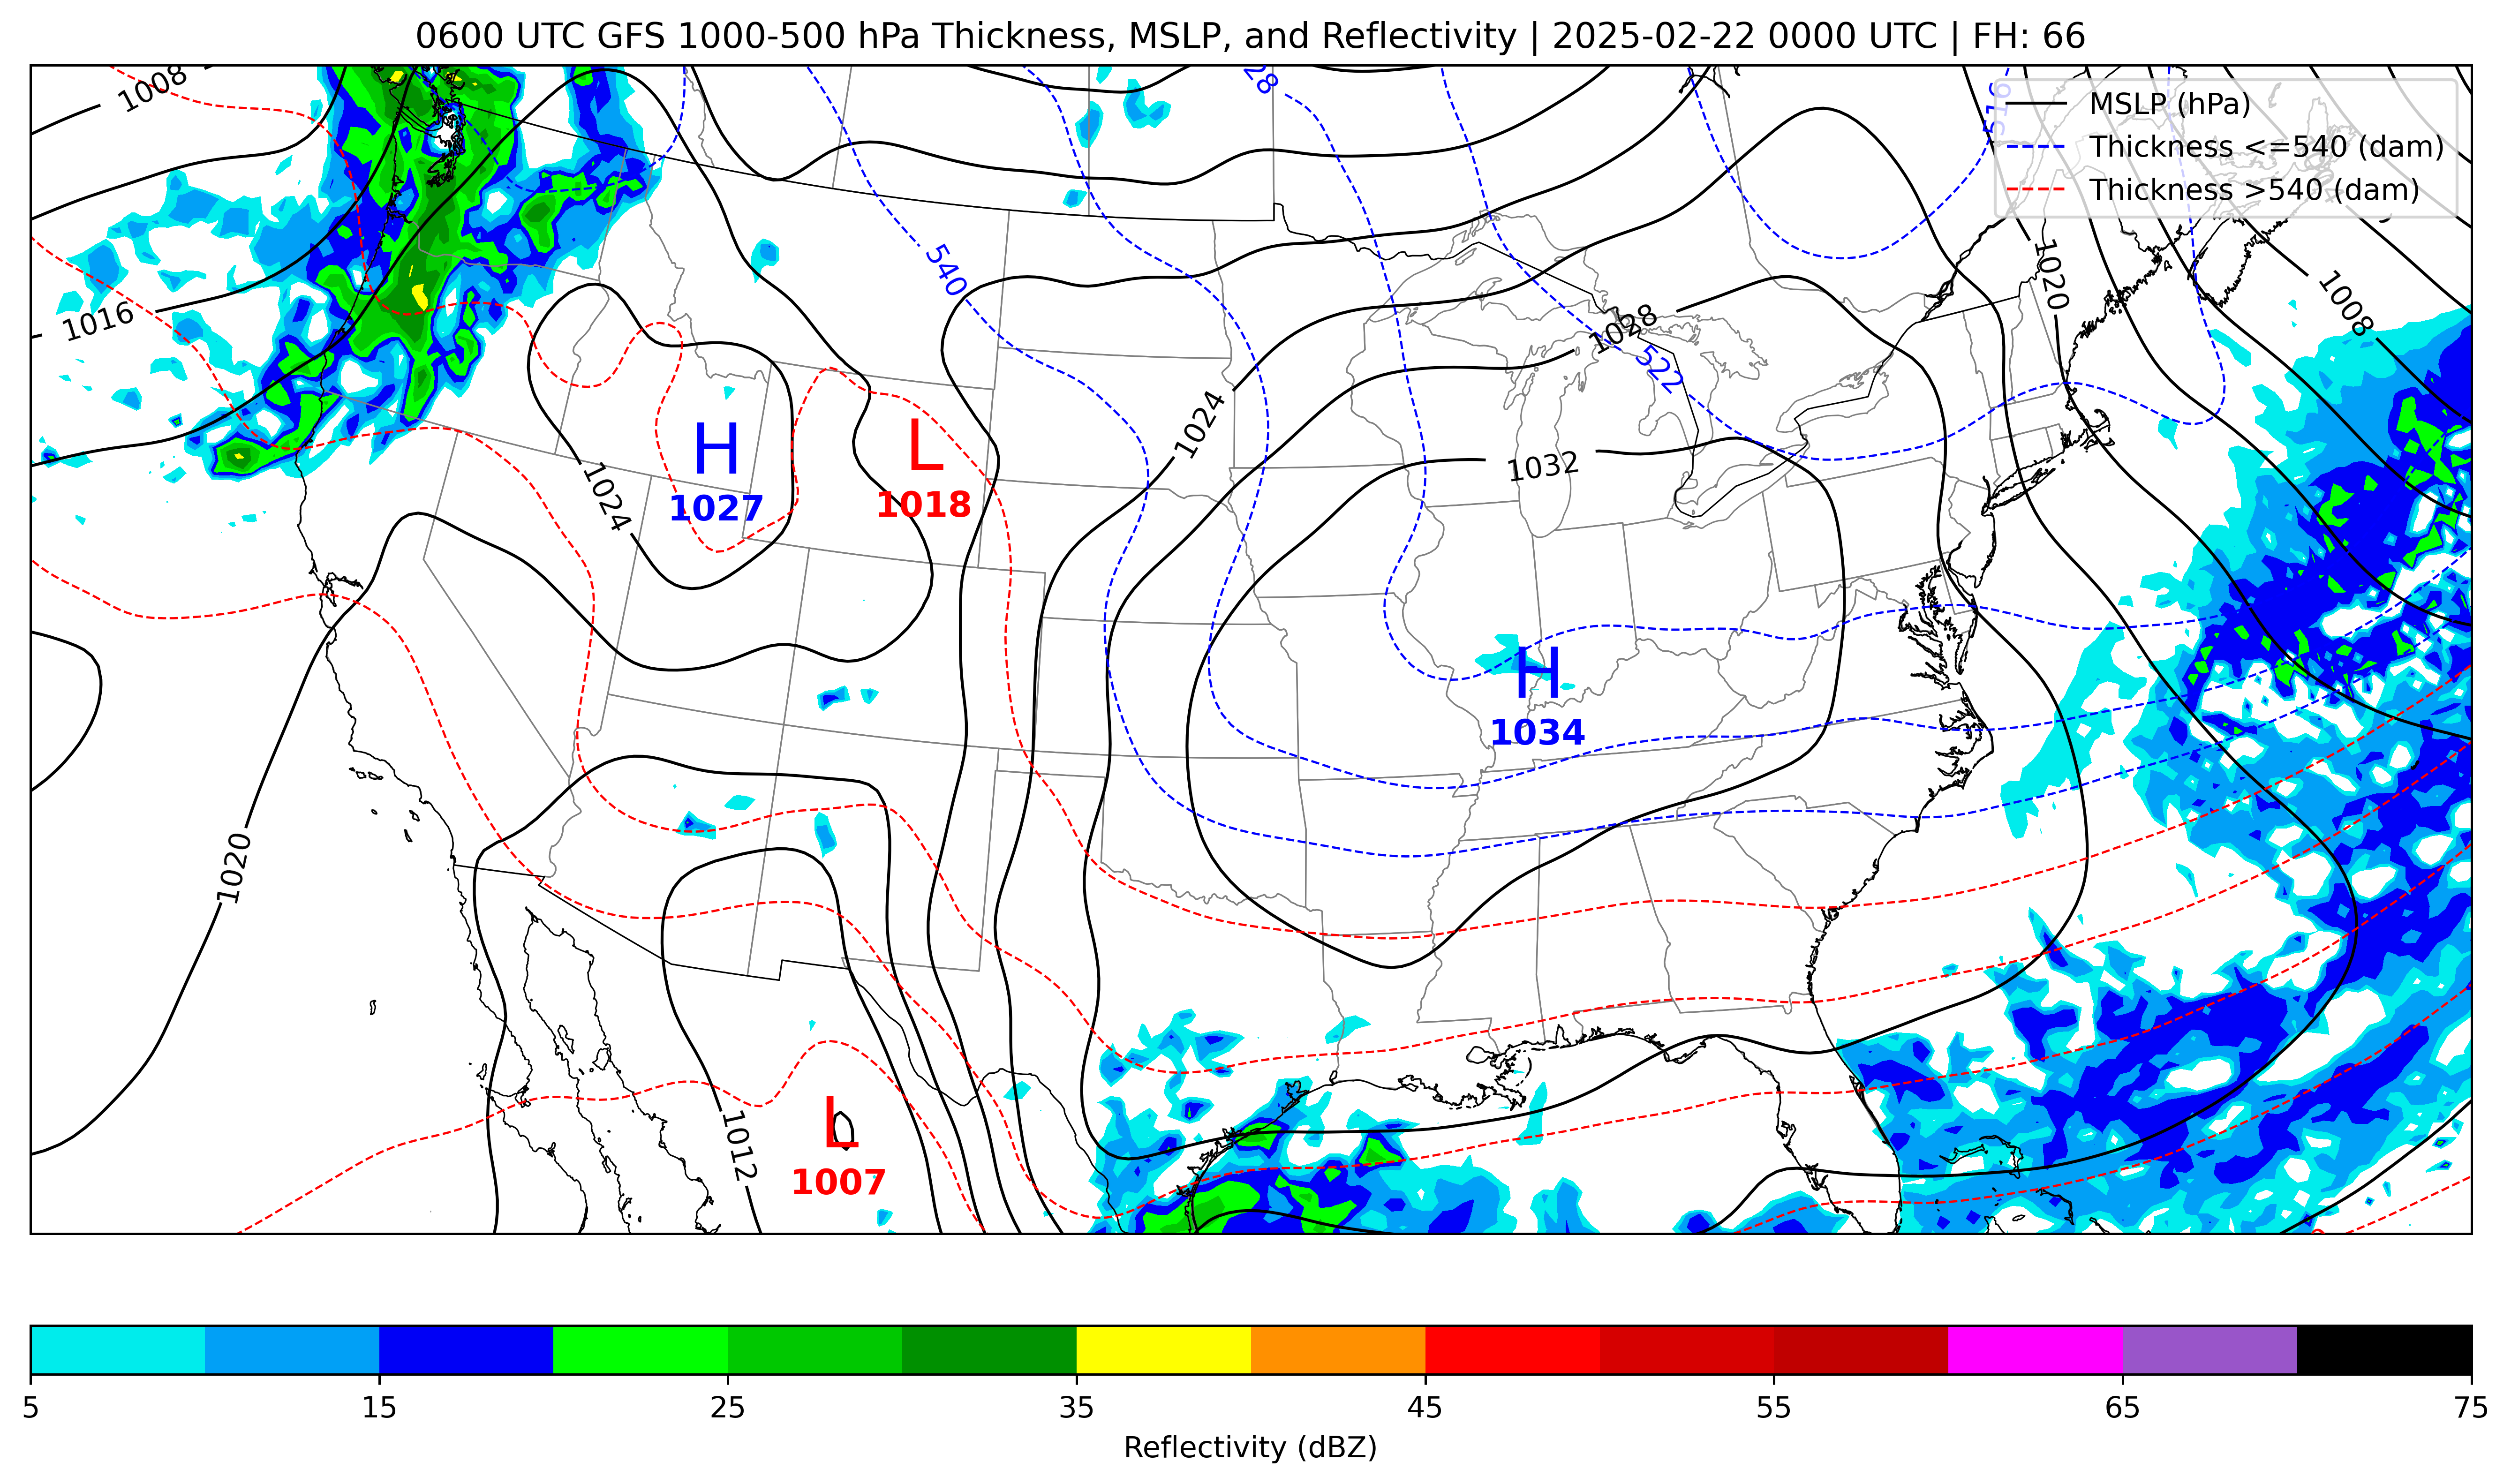 0600 UTC GFS 1000-500 hPa Thickness, MSLP, and Reflectivity | 2025-02-22 0000 UTC | FH: 66
MSLP (hPa)
Thickness <=540 (dam)
Thickness >540 (dam)
1008
28
516
1020
1008
1016
540
1028
522
1024
1032
H
1027
L
1018
1024
H
1034
1020
1012
L
1007
5 15 25 35 45 55 65 75
Reflectivity (dBZ)